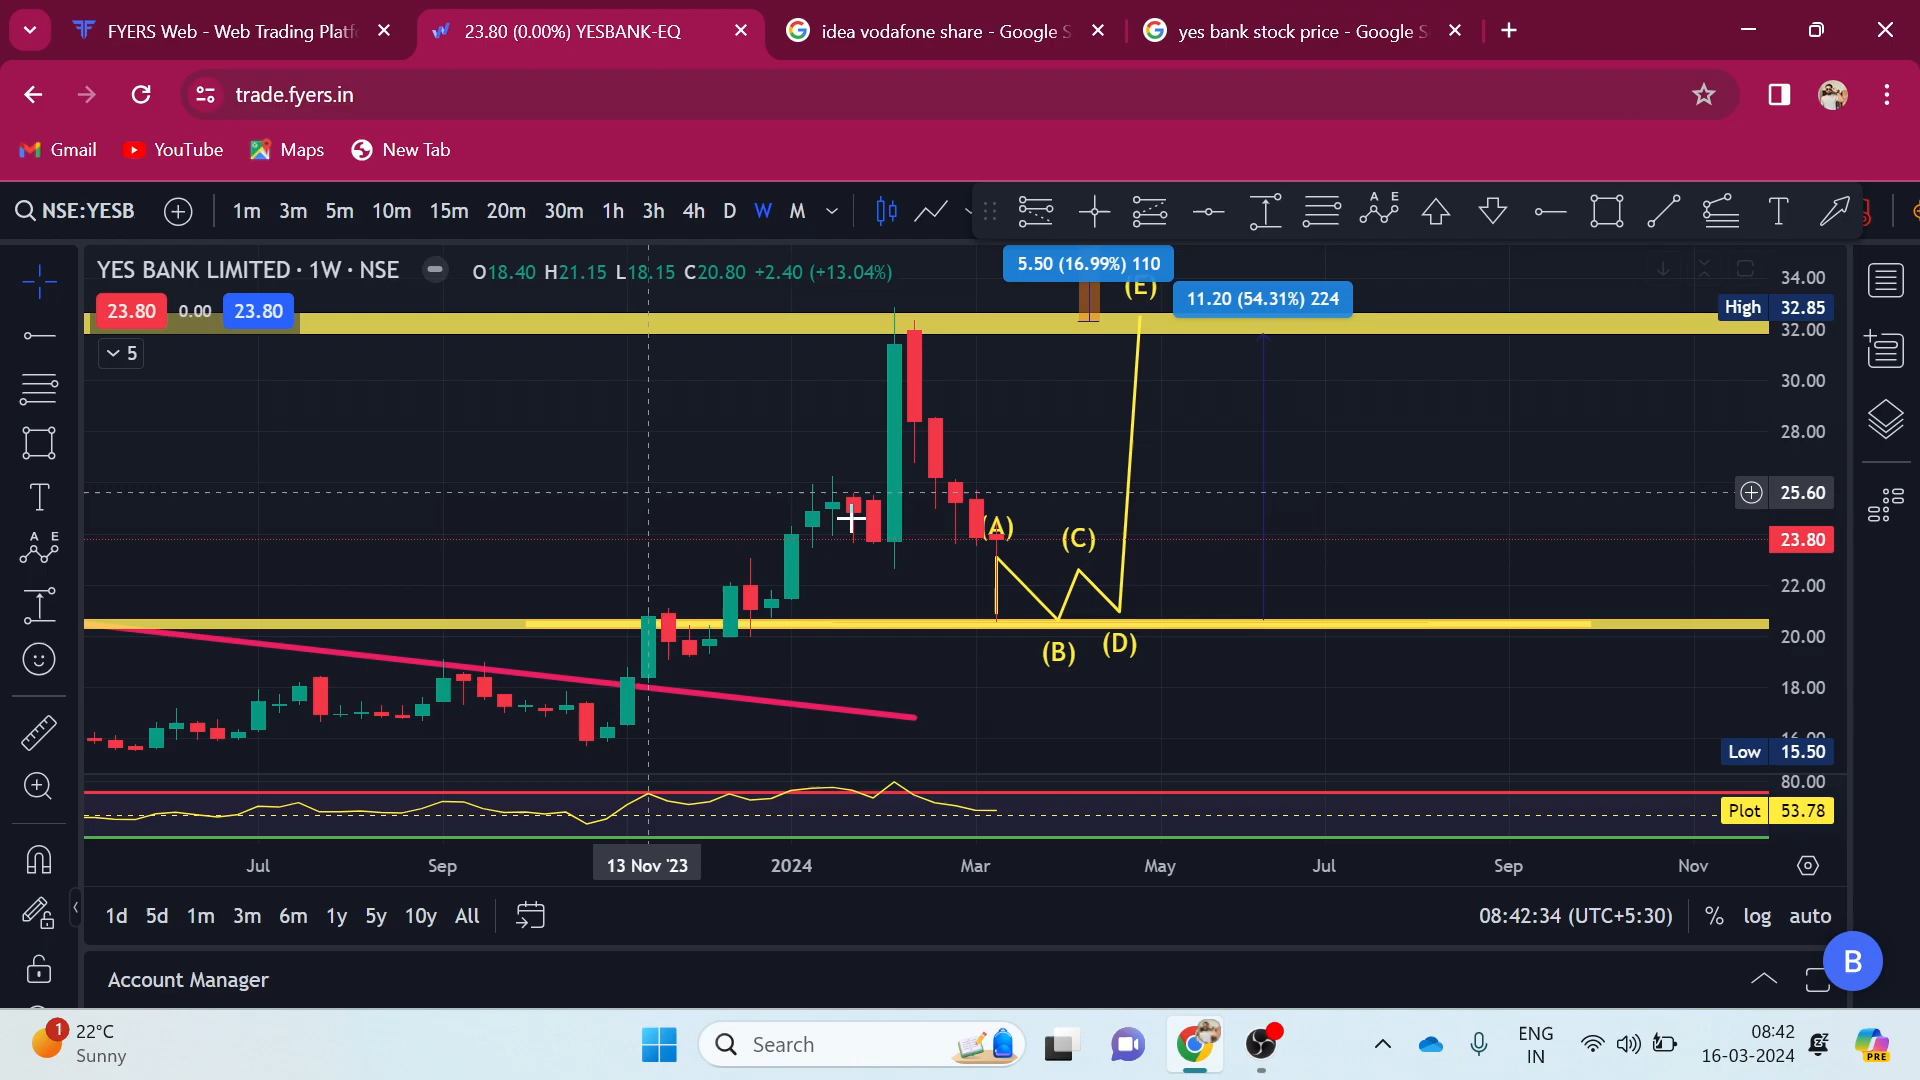 FYERS Web - Web Trading Platf
23.80 (0.00%) YESBANK-EQ
idea vodafone share - Google S
yes bank stock price - Google S
trade.fyers.in
Gmail
YouTube
Maps
New Tab
NSE:YESB
1m 3m 5m 10m 15m 20m 30m 1h 3h 4h D W M
A E
T
YES BANK LIMITED · 1W · NSE
O18.40 H21.15 L18.15 C20.80 +2.40 (+13.04%)
23.80 0.00 23.80
5
5.50 (16.99%) 110
(E)
11.20 (54.31%) 224
34.00
High 32.85
32.00
30.00
28.00
25.60
23.80
22.00
20.00
18.00
16.00
Low 15.50
80.00
Plot 53.78
(A)
(C)
(B)
(D)
T
A E
Jul
Sep
13 Nov '23
2024
Mar
May
Jul
Sep
Nov
1d 5d 1m 3m 6m 1y 5y 10y All
08:42:34 (UTC+5:30)
% log auto
Account Manager
B
1
22°C
Sunny
Search
ENG
IN
08:42
16-03-2024
PRE